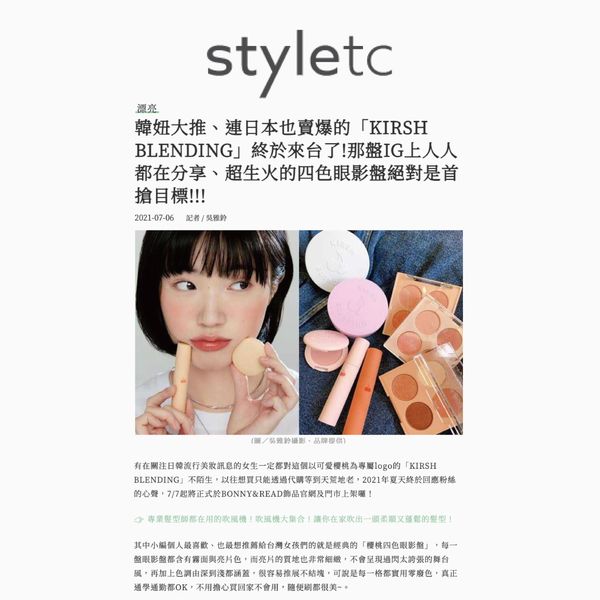 styletc
漂亮
韓妞大推、連日本也賣爆的「KIRSH
BLENDING」終於來台了!那盤IG上人人
都在分享、超生火的四色眼影盤絕對是首
搶目標!!!
2021-07-06 記者 / 吳雅鈴
(圖／吳雅鈴攝影、品牌提供)
有在關注日韓流行美妝訊息的女生一定都對這個以可愛櫻桃為專屬logo的「KIRSH
BLENDING」不陌生，以往想買只能透過代購等到天荒地老，2021年夏天終於回應粉絲
的心聲，7/7起將正式於BONNY&READ飾品官網及門市上架囉！
👉 專業髮型師都在用的吹風機！吹風機大集合！讓你在家吹出一頭柔順又蓬鬆的髮型！
其中小編個人最喜歡、也最想推薦給台灣女孩們的就是經典的「櫻桃四色眼影盤」，每一
盤眼影盤都含有霧面與亮片色，而亮片的質地也非常細緻，不會呈現過閃太誇張的舞台
風，再加上色調由深到淺都涵蓋，很容易推展不結塊，可說是每一格都實用零廢色，真正
通學通勤都OK，不用擔心買回家不會用，隨便刷都很美~。